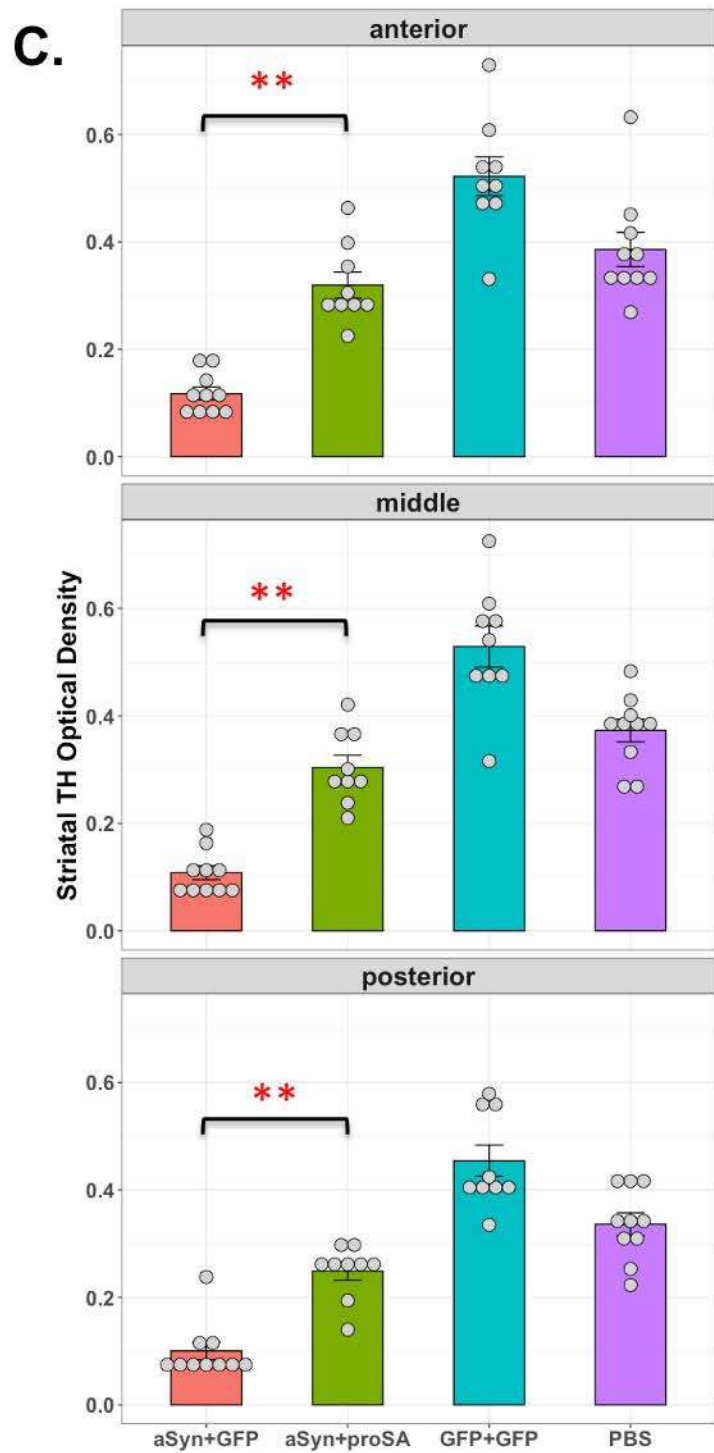 C.
anterior
**
0.6
0.4
0.2
0.0
middle
**
0.6
0.4
0.2
0.0
Striatal TH Optical Density
posterior
**
0.6
0.4
0.2
0.0
aSyn+GFP aSyn+proSA GFP+GFP PBS